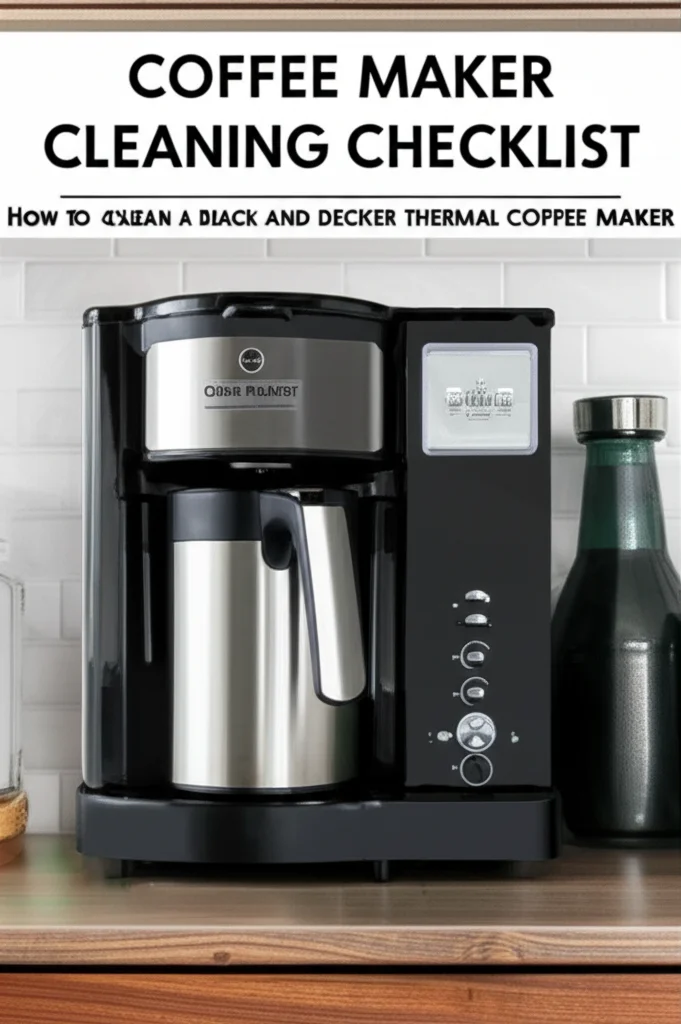 COFFEE MAKER
CLEANING CHECKLIST
HOW TO A BLACK AND DECKER THERMAL COPPEE MAKER